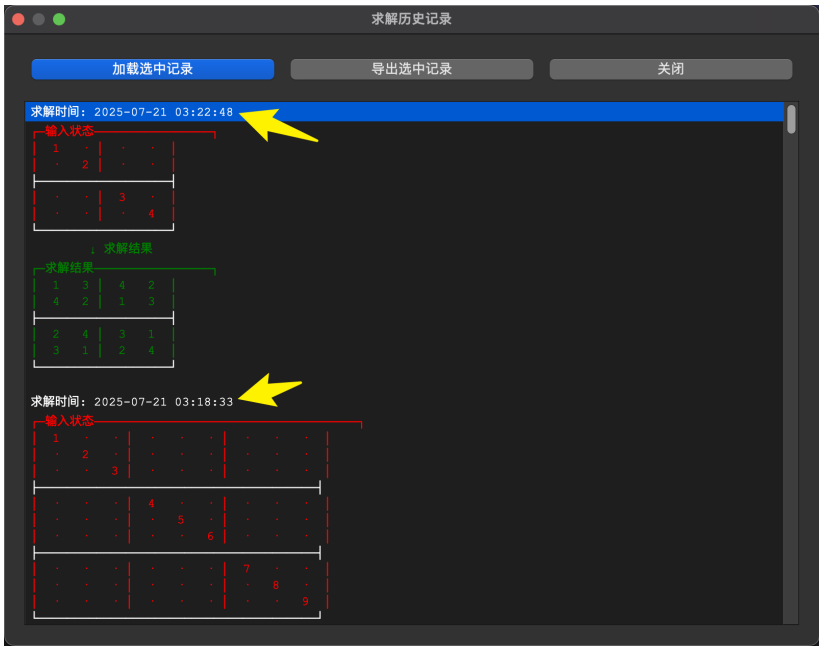 求解历史记录
加载选中记录 导出选中记录 关闭
求解时间: 2025-07-21 03:22:48
┌─输入状态────────────┐
│ 1 · │ · · │
│ · 2 │ · · │
├─────────┤
│ · · │ 3 · │
│ · · │ · 4 │
└─────────┘
↓ 求解结果
┌─求解结果────────────┐
│ 1 3 │ 4 2 │
│ 4 2 │ 1 3 │
├─────────┤
│ 2 4 │ 3 1 │
│ 3 1 │ 2 4 │
└─────────┘
求解时间: 2025-07-21 03:18:33
┌─输入状态──────────────────────┐
│ 1 · · │ · · · │ · · · │
│ · 2 · │ · · · │ · · · │
│ · · 3 │ · · · │ · · · │
├───────────────────┤
│ · · · │ 4 · · │ · · · │
│ · · · │ · 5 · │ · · · │
│ · · · │ · · 6 │ · · · │
├───────────────────┤
│ · · · │ · · · │ 7 · · │
│ · · · │ · · · │ · 8 · │
│ · · · │ · · · │ · · 9 │
└───────────────────┘